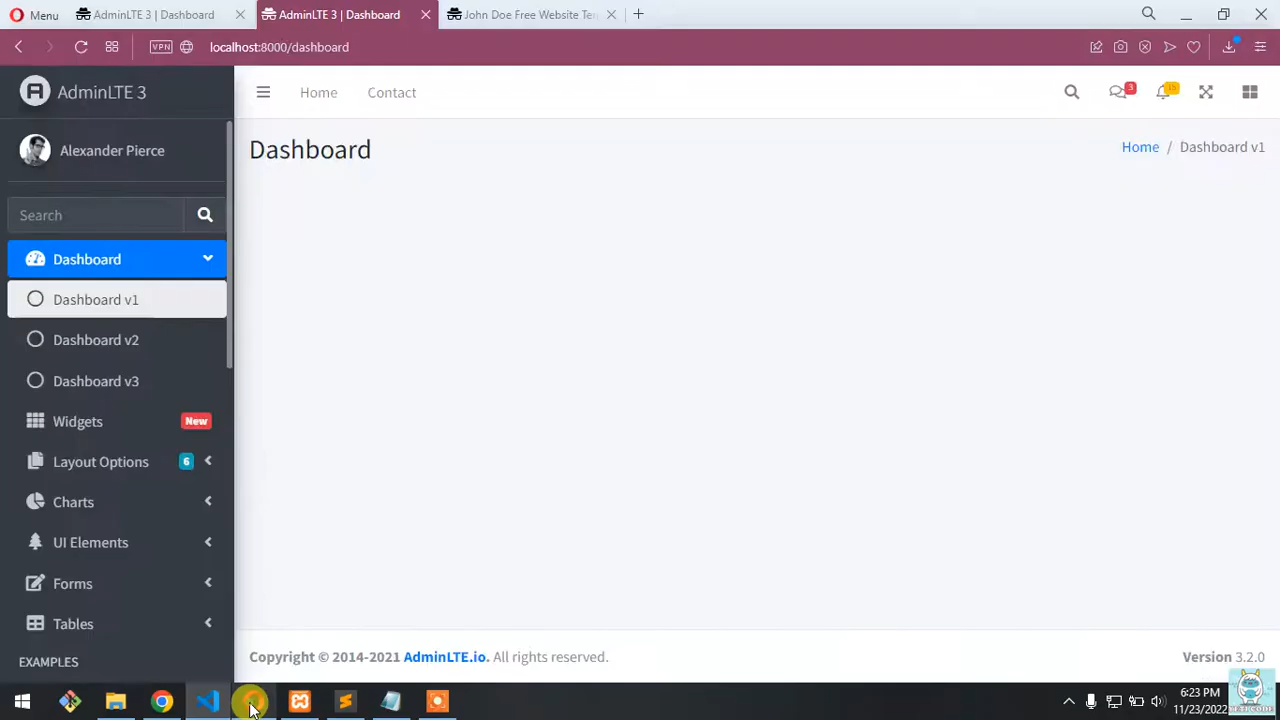 Menu
AdminLTE 3 | Dashboard
AdminLTE 3 | Dashboard
John Doe Free Website Ten
VPN
localhost:8000/dashboard
AdminLTE 3
Home
Contact
3
15
Alexander Pierce
Dashboard
Home / Dashboard v1
Search
Dashboard
Dashboard v1
Dashboard v2
Dashboard v3
Widgets
New
Layout Options
6
Charts
UI Elements
Forms
Tables
EXAMPLES
Copyright © 2014-2021 AdminLTE.io. All rights reserved.
Version 3.2.0
6:23 PM
11/23/2022